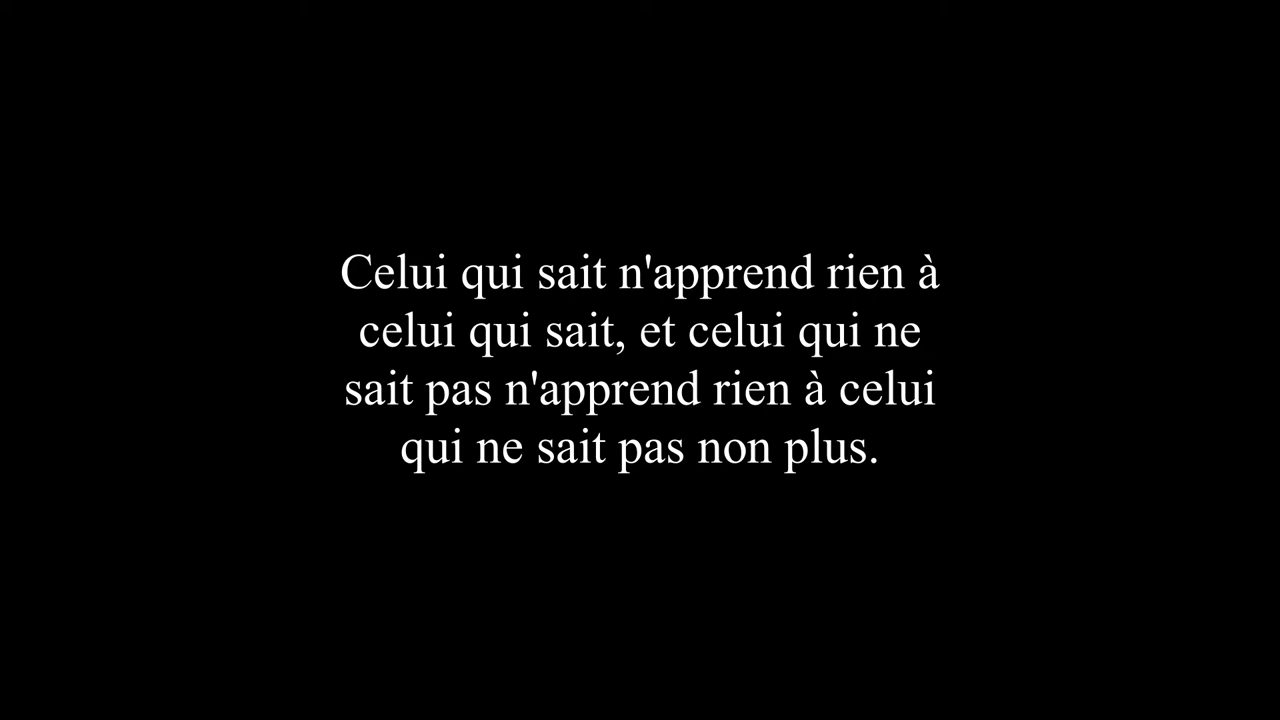 Celui qui sait n'apprend rien à
celui qui sait, et celui qui ne
sait pas n'apprend rien à celui
qui ne sait pas non plus.